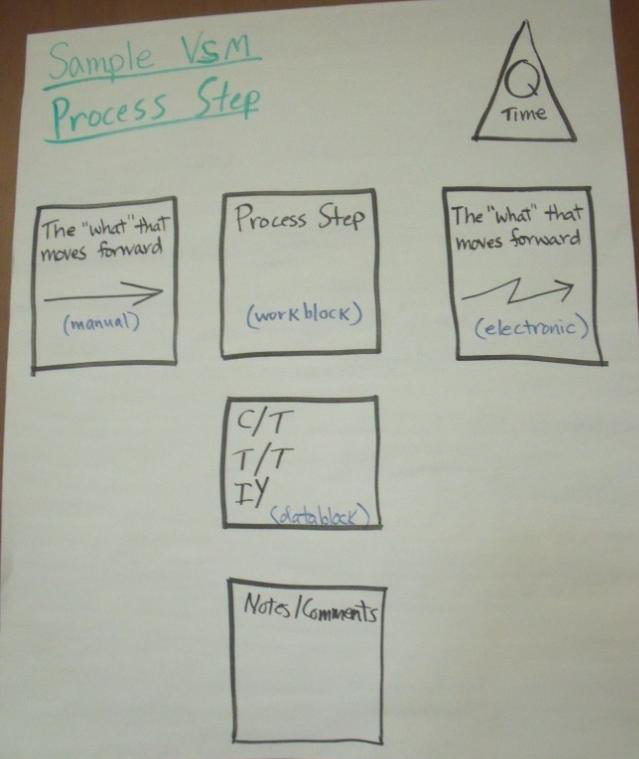 Sample VSM
Process Step
Q
Time
The "what" that
moves forward
(manual)
Process Step
(workblock)
The "what" that
moves forward
(electronic)
C/T
T/T
IY
(datablock)
Notes/Comments